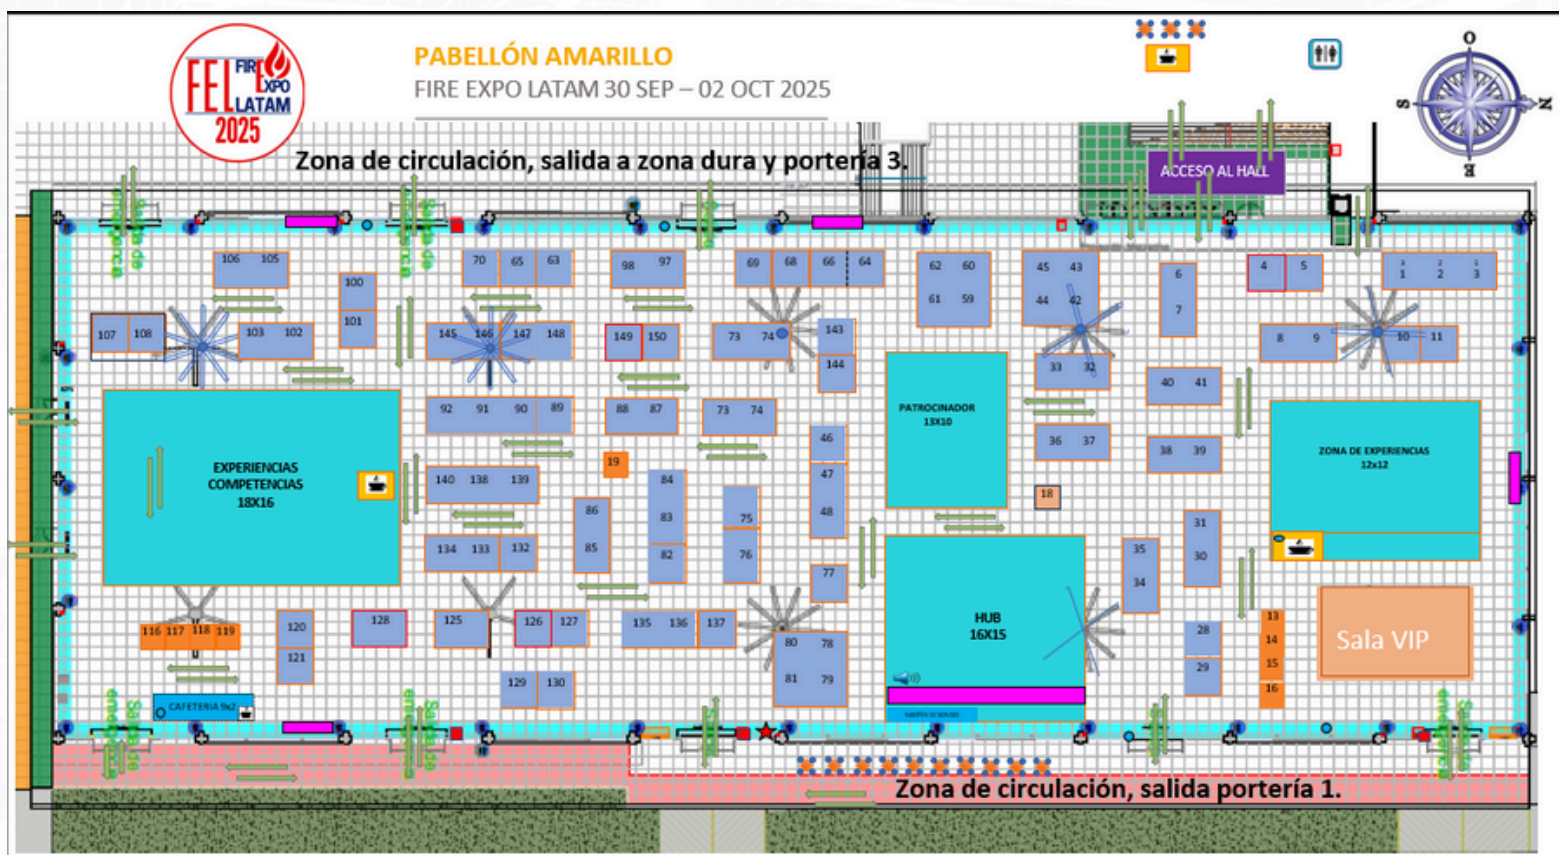 FEL FIRE EXPO LATAM 2025
PABELLÓN AMARILLO
FIRE EXPO LATAM 30 SEP – 02 OCT 2025
O
S
N
E
Zona de circulación, salida a zona dura y portería 3.
ACCESO AL HALL
Salida de emergencia
Salida de
106 105
100
101
70 65 63
98 97
69 68 66 64
62 60
61 59
45 43
44 42
6
7
4 5
3 2 1
1 2 3
107 108
103 102
145 146 147 148
149 150
73 74
143
144
33 32
40 41
8 9
10 11
92 91 90 89
88 87
73 74
46
47
48
36 37
38 39
PATROCINADOR
13X10
ZONA DE EXPERIENCIAS
12x12
EXPERIENCIAS
COMPETENCIAS
18X16
19
18
140 138 139
84
83
82
86
85
75
76
134 133 132
77
31
30
35
34
HUB
16X15
116 117 118 119
120
121
128
125
126 127
135 136 137
80 78
81 79
28
29
13
14
15
16
Sala VIP
129 130
CAFETERIA 9x2
Zona de circulación, salida portería 1.